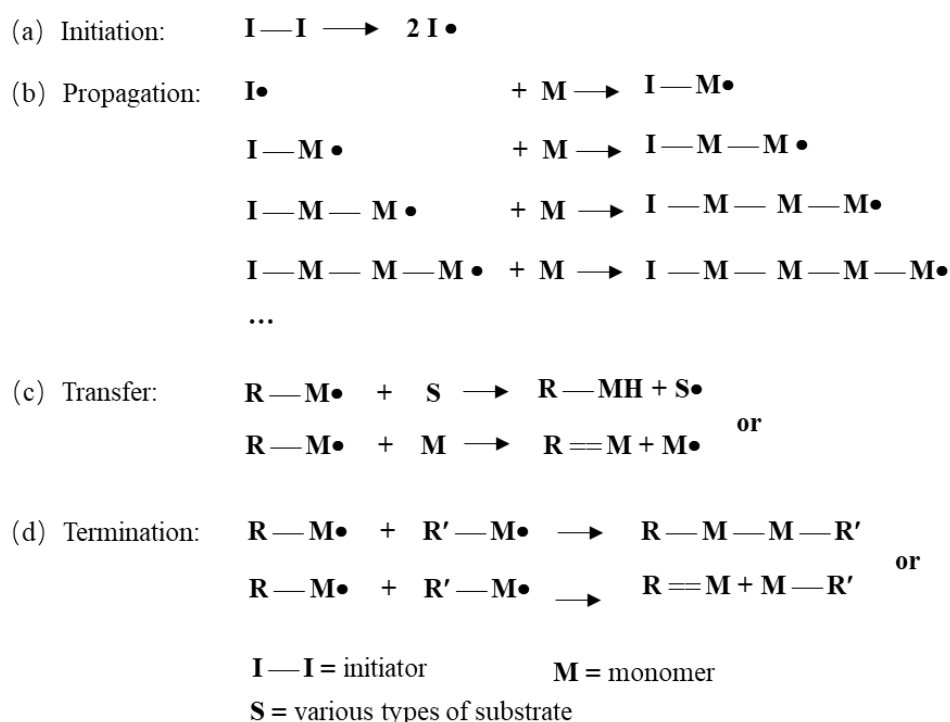 (a) Initiation: I—I ⟶ 2 I •
(b) Propagation: I• + M ⟶ I—M•
I—M • + M ⟶ I—M—M •
I—M— M • + M ⟶ I —M— M—M•
I—M— M—M • + M ⟶ I —M— M—M—M•
...
(c) Transfer: R—M• + S ⟶ R—MH + S•
or
R—M• + M ⟶ R==M + M•
(d) Termination: R—M• + R′—M• ⟶ R—M—M—R′
or
R—M• + R′—M• ⟶ R==M + M—R′
I—I = initiator M = monomer
S = various types of substrate